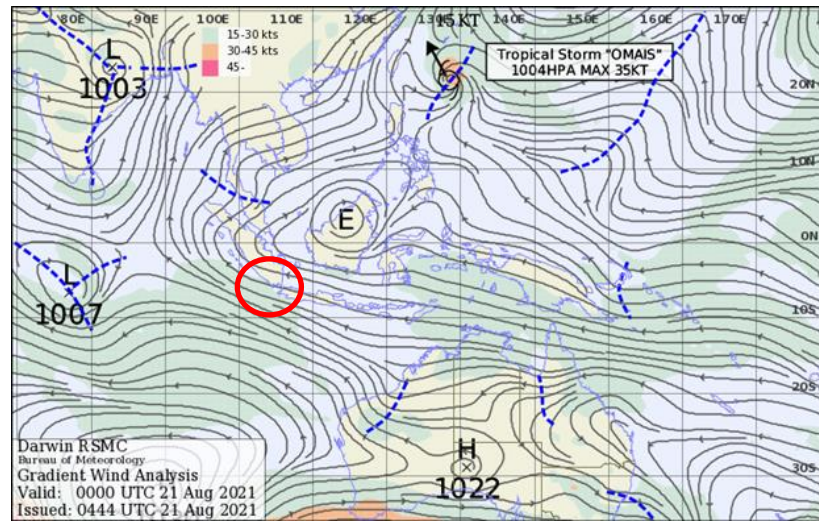 80E
90E
100E
110E
120E
130E
15 KT
140E
150E
160E
170E
L
1003
15-30 kts
30-45 kts
45-
Tropical Storm "OMAIS"
1004HPA MAX 35KT
20N
10N
E
0N
L
1007
10S
20S
H
1022
30S
Darwin RSMC
Bureau of Meteorology
Gradient Wind Analysis
Valid: 0000 UTC 21 Aug 2021
Issued: 0444 UTC 21 Aug 2021